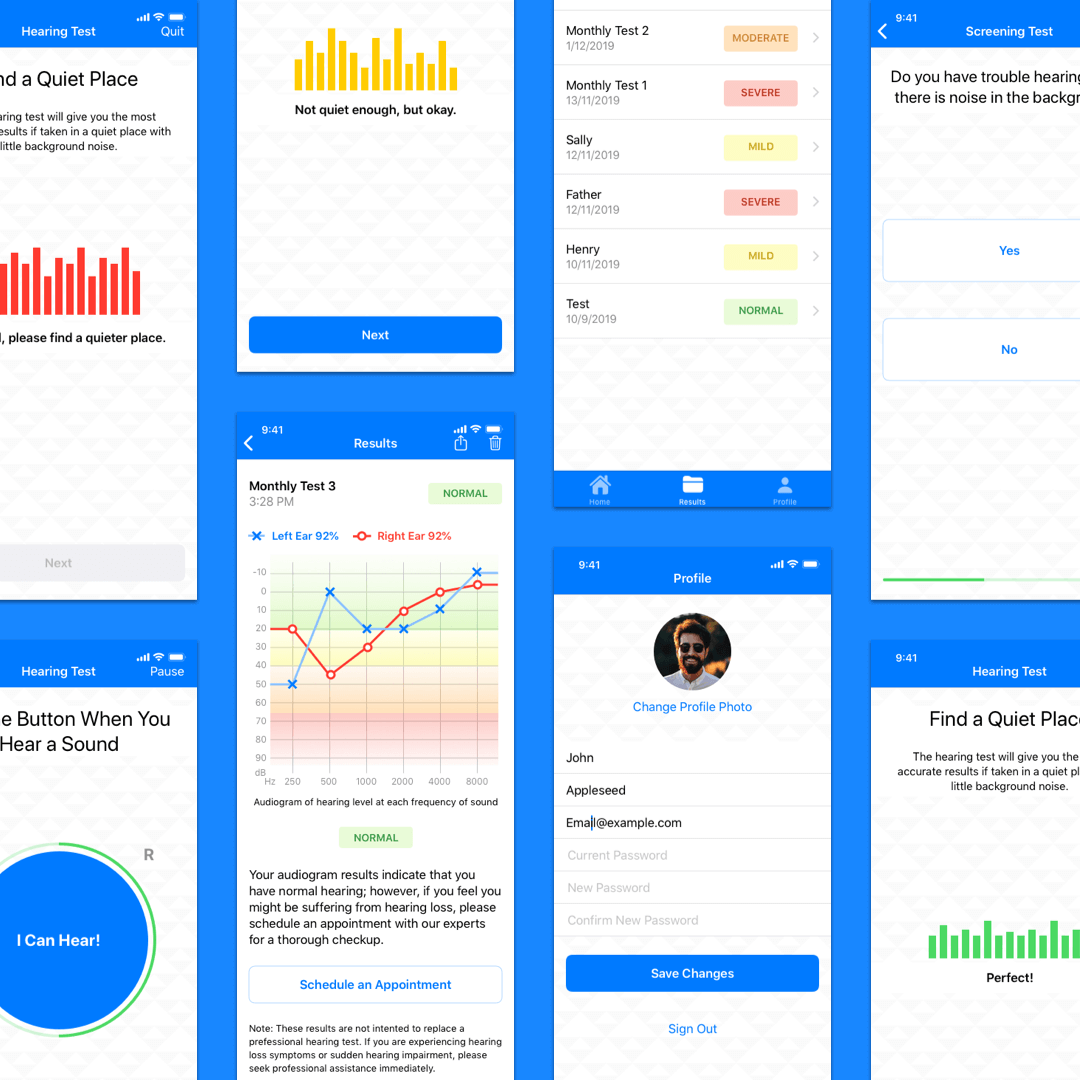 Hearing Test
Quit
nd a Quiet Place
aring test will give you the most
esults if taken in a quiet place with
little background noise.
, please find a quieter place.
Next
Hearing Test
Pause
e Button When You
Hear a Sound
R
I Can Hear!
Not quiet enough, but okay.
Next
9:41
Results
Monthly Test 3
3:28 PM
NORMAL
Left Ear 92%
Right Ear 92%
-10
0
10
20
30
40
50
60
70
80
90
dB
Hz 250 500 1000 2000 4000 8000
Audiogram of hearing level at each frequency of sound
NORMAL
Your audiogram results indicate that you
have normal hearing; however, if you feel you
might be suffering from hearing loss, please
schedule an appointment with our experts
for a thorough checkup.
Schedule an Appointment
Note: These results are not intended to replace a
prefessional hearing test. If you are experiencing hearing
loss symptoms or sudden hearing impairment, please
seek professional assistance immediately.
Monthly Test 2
1/12/2019
MODERATE
Monthly Test 1
13/11/2019
SEVERE
Sally
12/11/2019
MILD
Father
12/11/2019
SEVERE
Henry
10/11/2019
MILD
Test
10/9/2019
NORMAL
Home
Results
Profile
9:41
Profile
Change Profile Photo
John
Appleseed
Email@example.com
Current Password
New Password
Confirm New Password
Save Changes
Sign Out
9:41
Screening Test
Do you have trouble hearing
there is noise in the backgr
Yes
No
9:41
Hearing Test
Find a Quiet Plac
The hearing test will give you the
accurate results if taken in a quiet pl
little background noise.
Perfect!